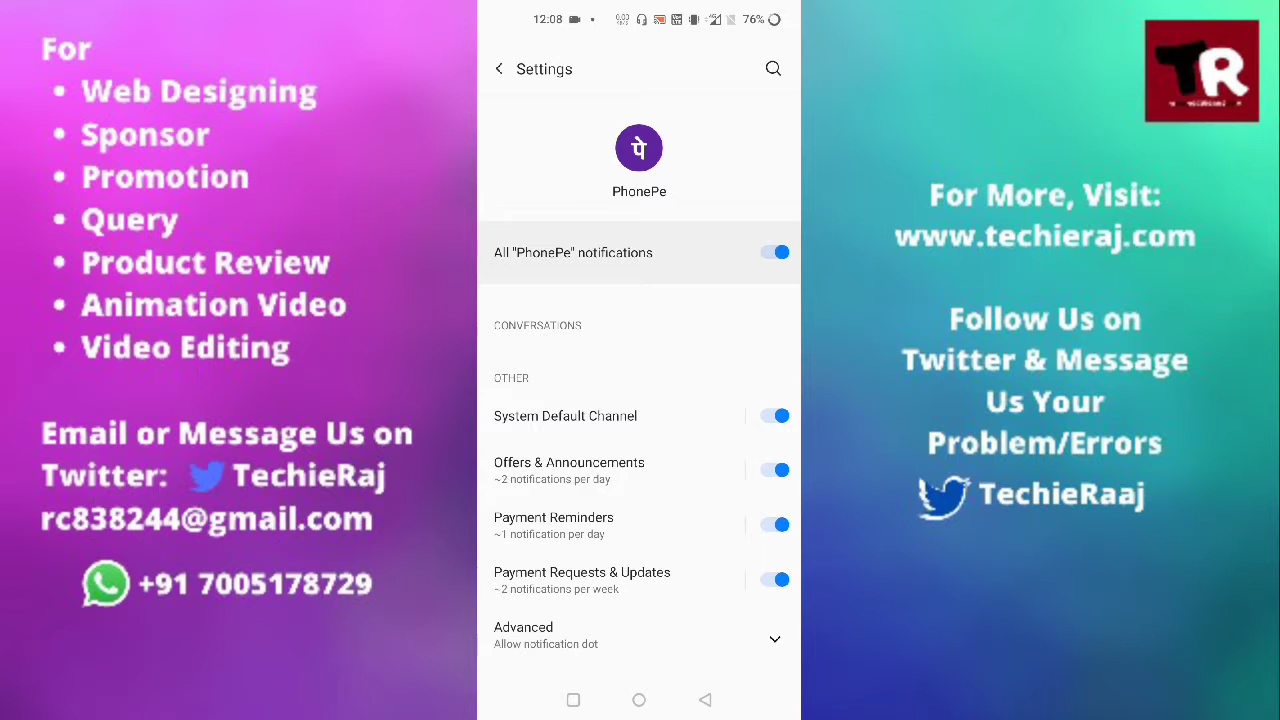 For
• Web Designing
• Sponsor
• Promotion
• Query
• Product Review
• Animation Video
• Video Editing
Email or Message Us on
Twitter: TechieRaj
rc838244@gmail.com
+91 7005178729
12:08
76%
Settings
पे
PhonePe
All "PhonePe" notifications
CONVERSATIONS
OTHER
System Default Channel
Offers & Announcements
~2 notifications per day
Payment Reminders
~1 notification per day
Payment Requests & Updates
~2 notifications per week
Advanced
Allow notification dot
TR
For More, Visit:
www.techieraj.com
Follow Us on
Twitter & Message
Us Your
Problem/Errors
TechieRaaj